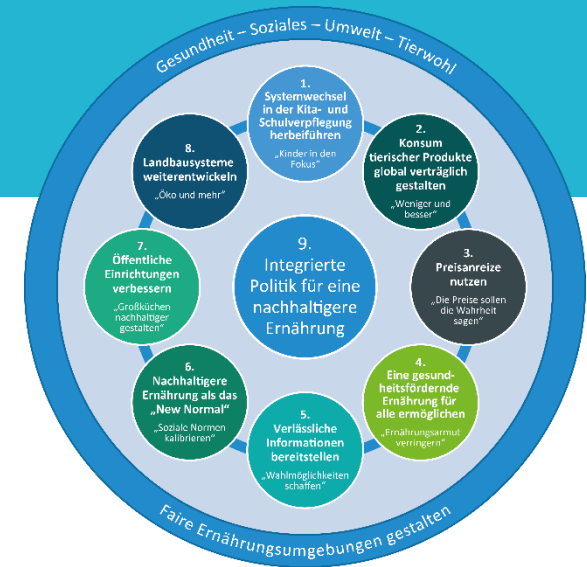 Gesundheit – Soziales – Umwelt – Tierwohl
1.
Systemwechsel
in der Kita- und
Schulverpflegung
herbeiführen
„Kinder in den
Fokus“
2.
Konsum
tierischer Produkte
global verträglich
gestalten
„Weniger und
besser“
3.
Preisanreize
nutzen
„Die Preise sollen
die Wahrheit
sagen“
4.
Eine gesund-
heitsfördernde
Ernährung für
alle ermöglichen
„Ernährungsarmut
verringern“
5.
Verlässliche
Informationen
bereitstellen
„Wahlmöglichkeiten
schaffen“
6.
Nachhaltigere
Ernährung als das
„New Normal“
„Soziale Normen
kalibrieren“
7.
Öffentliche
Einrichtungen
verbessern
„Großküchen
nachhaltiger
gestalten“
8.
Landbausysteme
weiterentwickeln
„Öko und mehr“
9.
Integrierte
Politik für eine
nachhaltigere
Ernährung
Faire Ernährungsumgebungen gestalten